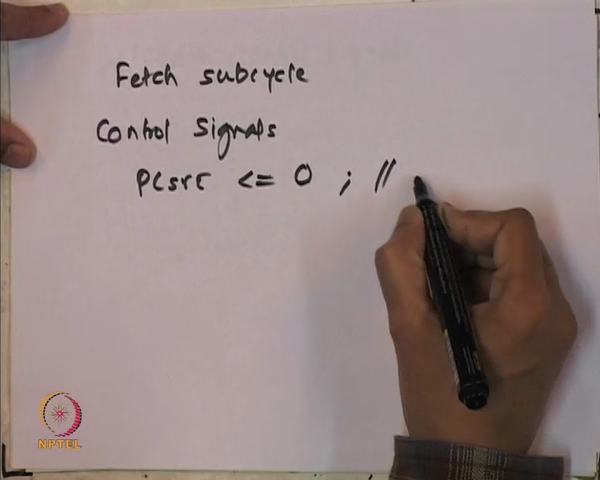 Fetch subcycle
Control Signals
PCsrc <= 0 ; //
NPTEL